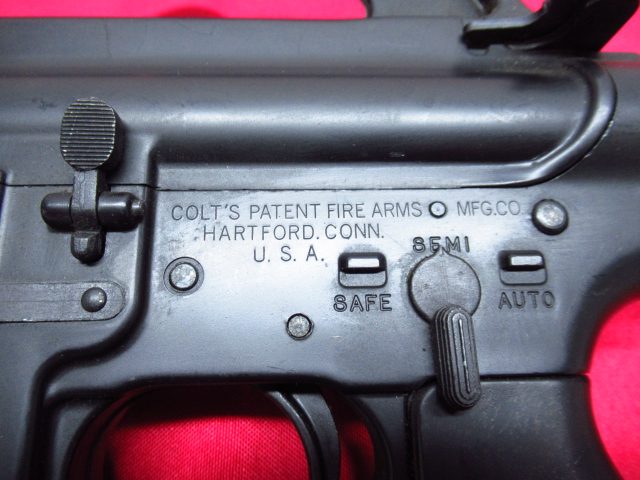 COLT'S PATENT FIRE ARMS MFG.CO.
HARTFORD. CONN.
U. S. A.
SEMI
SAFE
AUTO